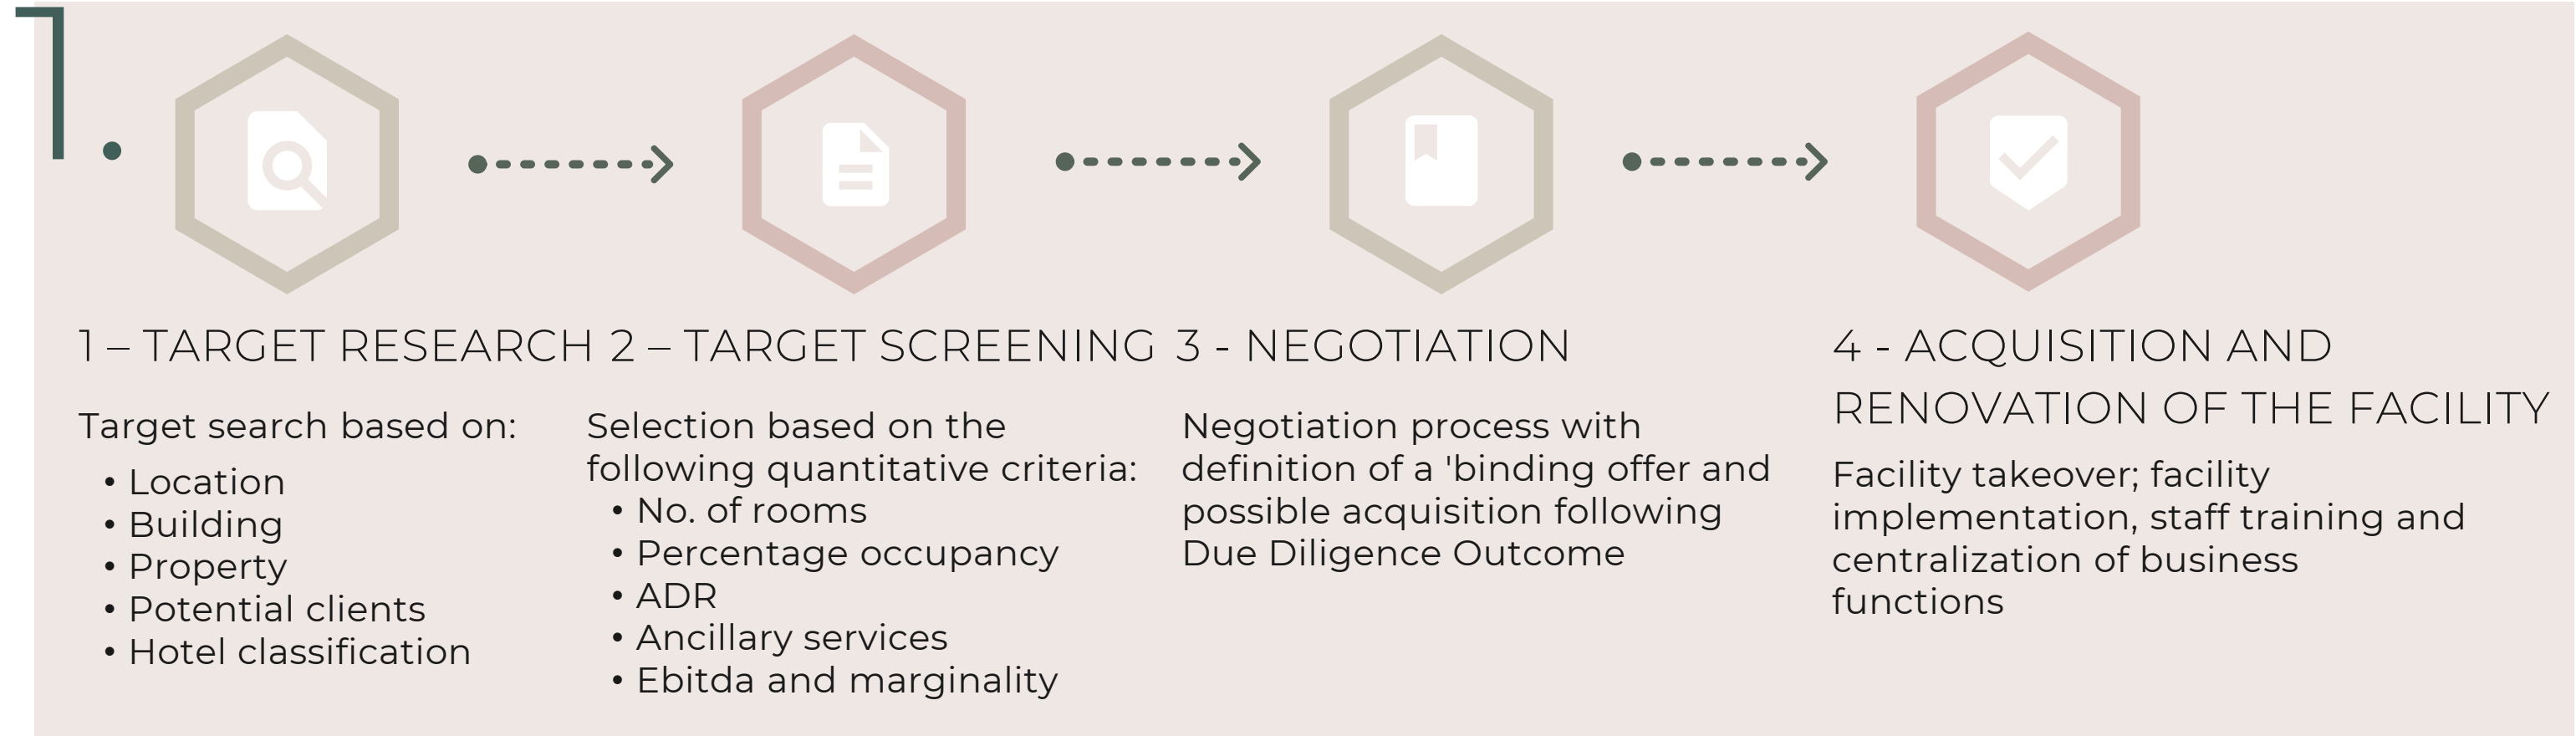 1 – TARGET RESEARCH
Target search based on:
• Location
• Building
• Property
• Potential clients
• Hotel classification
2 – TARGET SCREENING
Selection based on the
following quantitative criteria:
• No. of rooms
• Percentage occupancy
• ADR
• Ancillary services
• Ebitda and marginality
3 - NEGOTIATION
Negotiation process with
definition of a 'binding offer and
possible acquisition following
Due Diligence Outcome
4 - ACQUISITION AND
RENOVATION OF THE FACILITY
Facility takeover; facility
implementation, staff training and
centralization of business
functions